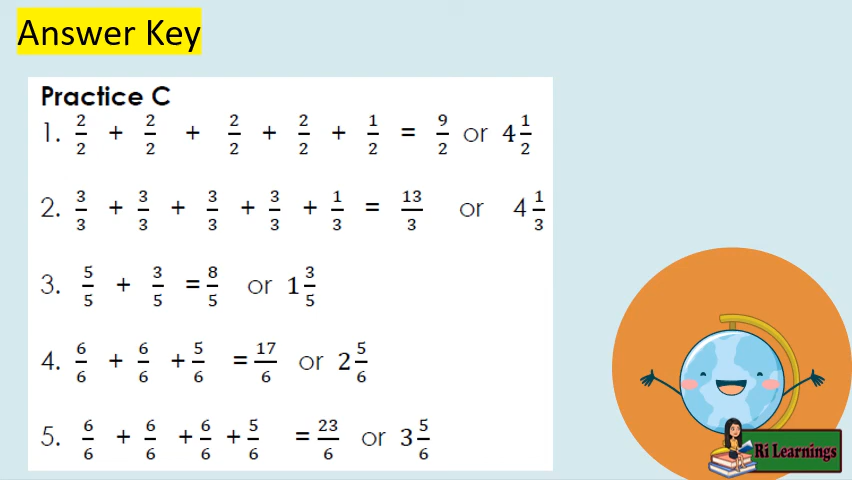 Answer Key
Practice C
1. 2/2 + 2/2 + 2/2 + 2/2 + 1/2 = 9/2 or 4 1/2
2. 3/3 + 3/3 + 3/3 + 3/3 + 1/3 = 13/3 or 4 1/3
3. 5/5 + 3/5 = 8/5 or 1 3/5
4. 6/6 + 6/6 + 5/6 = 17/6 or 2 5/6
5. 6/6 + 6/6 + 6/6 + 5/6 = 23/6 or 3 5/6
Ri Learnings